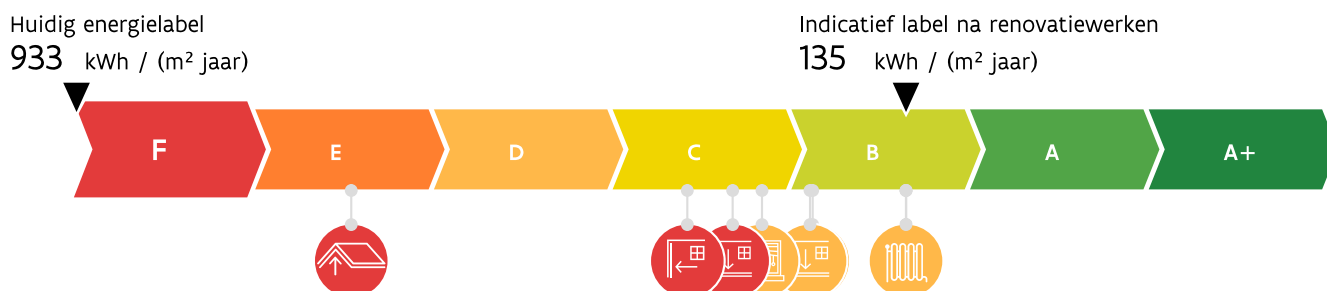 Huidig energielabel
933 kWh / (m² jaar)
Indicatief label na renovatiewerken
135 kWh / (m² jaar)
F E D C B A A+